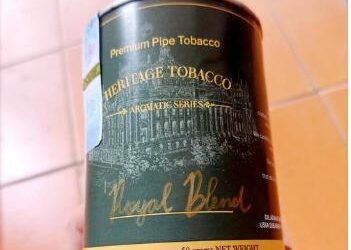 Premium Pipe Tobacco
HERITAGE TOBACCO
AROMATIC SERIES
Royal Blend
NET WEIGHT